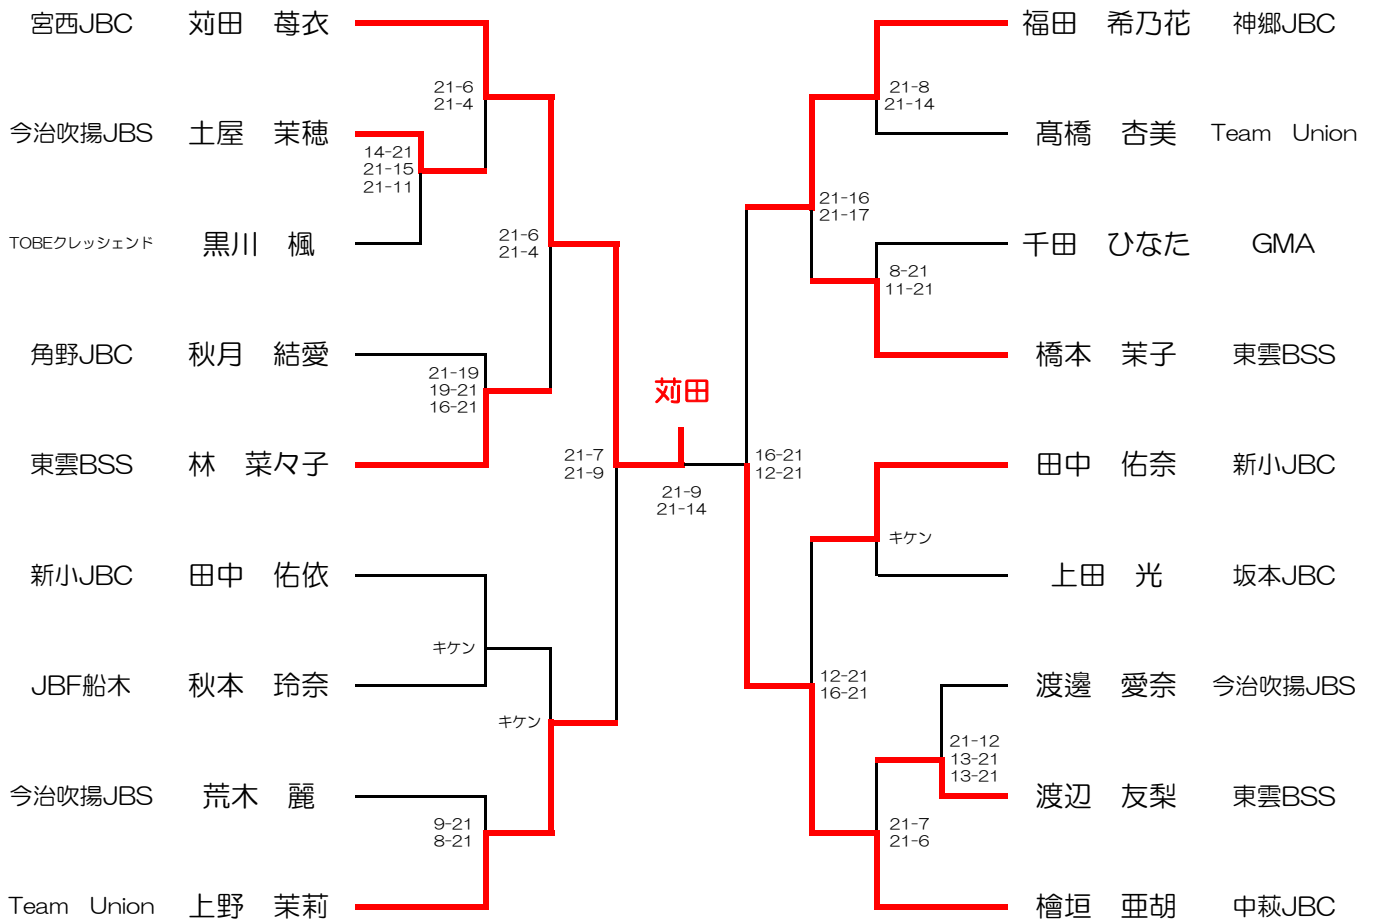 宮西JBC 苅田 苺衣
21-6
21-4
今治吹揚JBS 土屋 茉穂
14-21
21-15
21-11
TOBEクレッシェンド 黒川 楓
21-6
21-4
角野JBC 秋月 結愛
21-19
19-21
16-21
東雲BSS 林 菜々子
21-7
21-9
新小JBC 田中 佑依
キケン
JBF船木 秋本 玲奈
キケン
今治吹揚JBS 荒木 麗
9-21
8-21
Team Union 上野 茉莉
苅田
21-9
21-14
福田 希乃花 神郷JBC
21-8
21-14
髙橋 杏美 Team Union
21-16
21-17
千田 ひなた GMA
8-21
11-21
橋本 茉子 東雲BSS
16-21
12-21
田中 佑奈 新小JBC
キケン
上田 光 坂本JBC
12-21
16-21
渡邊 愛奈 今治吹揚JBS
21-12
13-21
13-21
渡辺 友梨 東雲BSS
21-7
21-6
檜垣 亜胡 中萩JBC